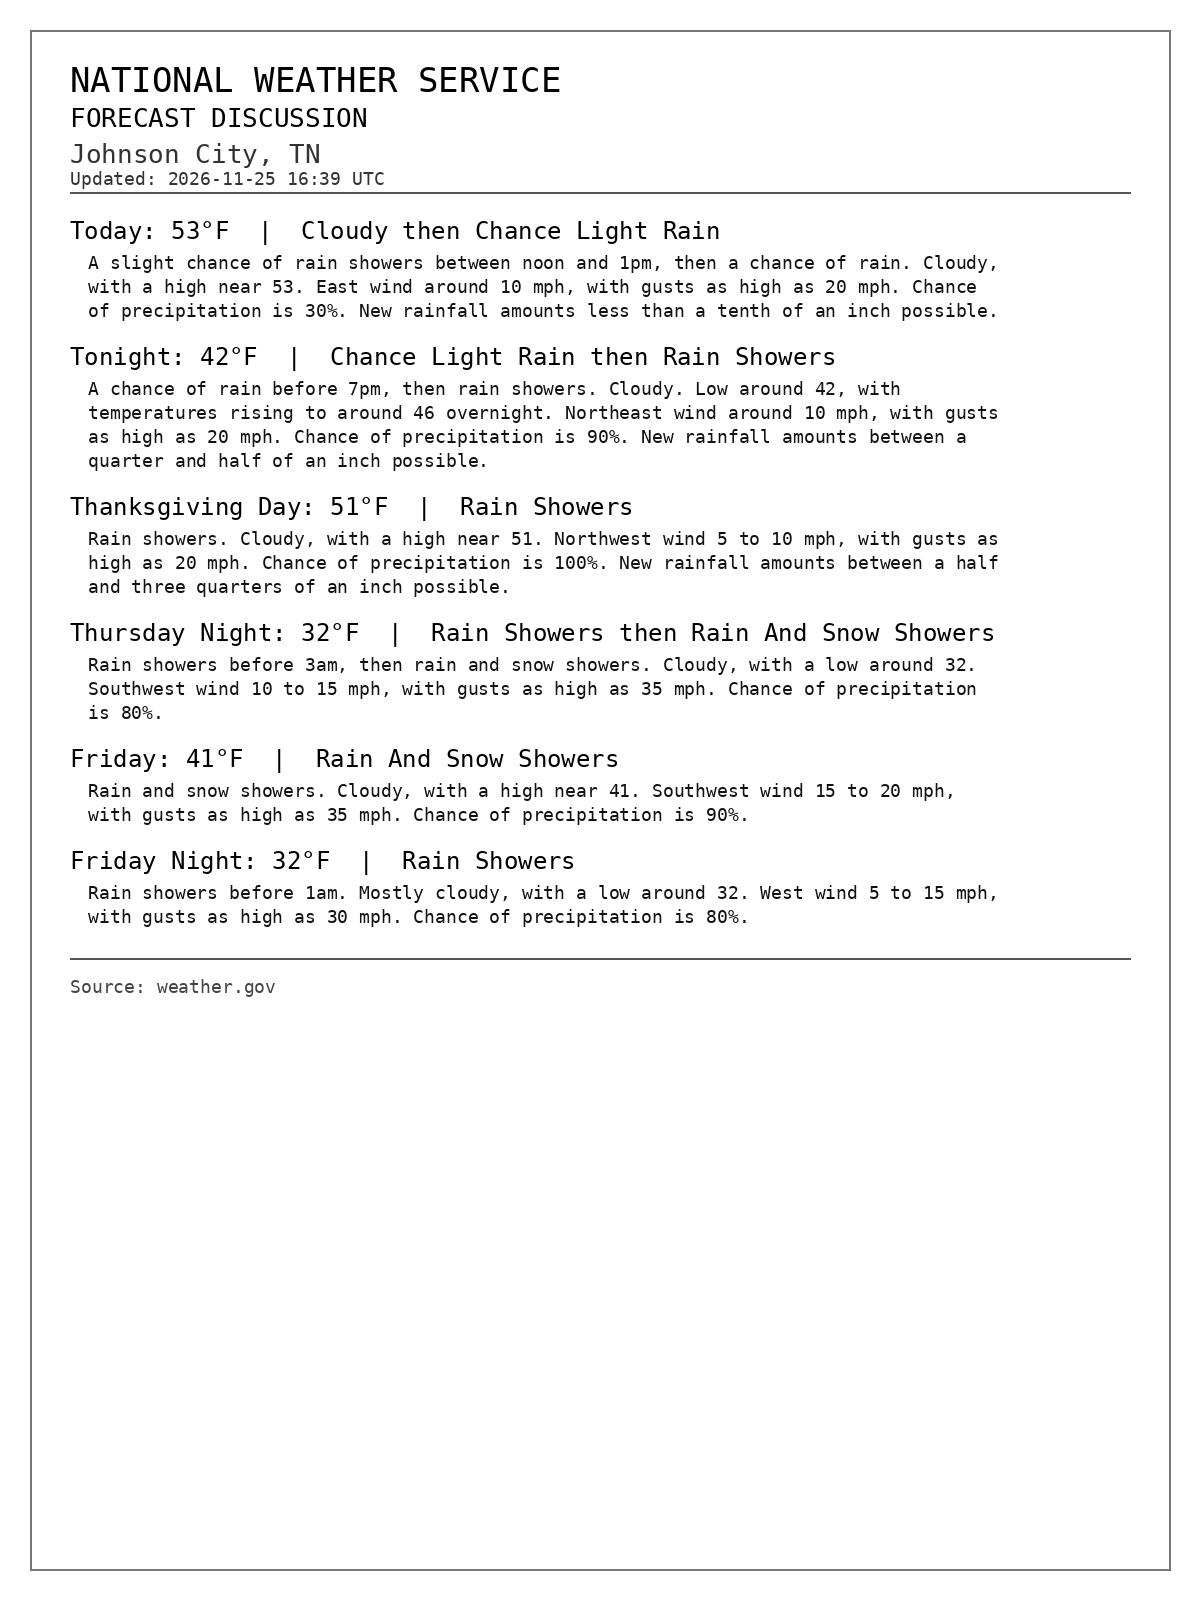 NATIONAL WEATHER SERVICE
FORECAST DISCUSSION
Johnson City, TN
Updated: 2026-11-25 16:39 UTC
Today: 53°F  |  Cloudy then Chance Light Rain
A slight chance of rain showers between noon and 1pm, then a chance of rain. Cloudy,
with a high near 53. East wind around 10 mph, with gusts as high as 20 mph. Chance
of precipitation is 30%. New rainfall amounts less than a tenth of an inch possible.
Tonight: 42°F  |  Chance Light Rain then Rain Showers
A chance of rain before 7pm, then rain showers. Cloudy. Low around 42, with
temperatures rising to around 46 overnight. Northeast wind around 10 mph, with gusts
as high as 20 mph. Chance of precipitation is 90%. New rainfall amounts between a
quarter and half of an inch possible.
Thanksgiving Day: 51°F  |  Rain Showers
Rain showers. Cloudy, with a high near 51. Northwest wind 5 to 10 mph, with gusts as
high as 20 mph. Chance of precipitation is 100%. New rainfall amounts between a half
and three quarters of an inch possible.
Thursday Night: 32°F  |  Rain Showers then Rain And Snow Showers
Rain showers before 3am, then rain and snow showers. Cloudy, with a low around 32.
Southwest wind 10 to 15 mph, with gusts as high as 35 mph. Chance of precipitation
is 80%.
Friday: 41°F  |  Rain And Snow Showers
Rain and snow showers. Cloudy, with a high near 41. Southwest wind 15 to 20 mph,
with gusts as high as 35 mph. Chance of precipitation is 90%.
Friday Night: 32°F  |  Rain Showers
Rain showers before 1am. Mostly cloudy, with a low around 32. West wind 5 to 15 mph,
with gusts as high as 30 mph. Chance of precipitation is 80%.
Source: weather.gov